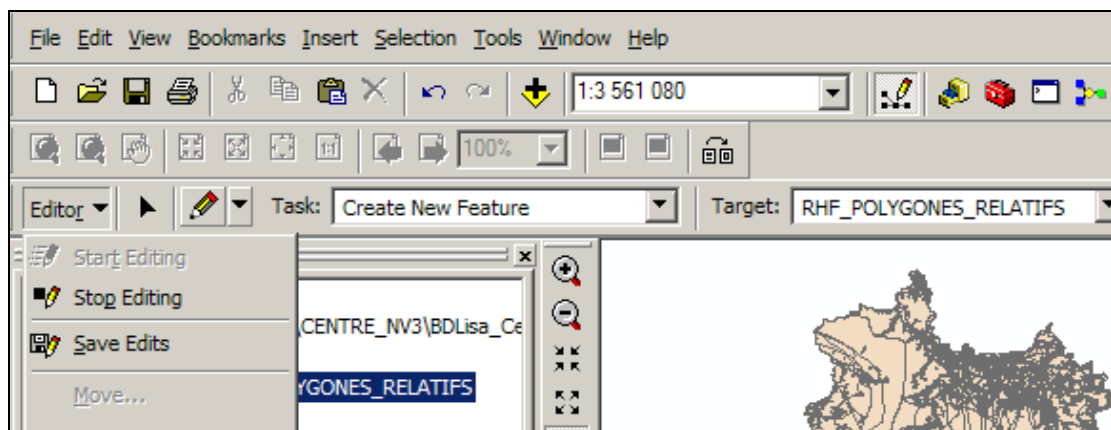 File Edit View Bookmarks Insert Selection Tools Window Help
1:3 561 080
100%
Editor Task: Create New Feature Target: RHF_POLYGONES_RELATIFS
Start Editing
Stop Editing
\CENTRE_NV3\BDLisa_Ce
Save Edits
YGONES_RELATIFS
Move...